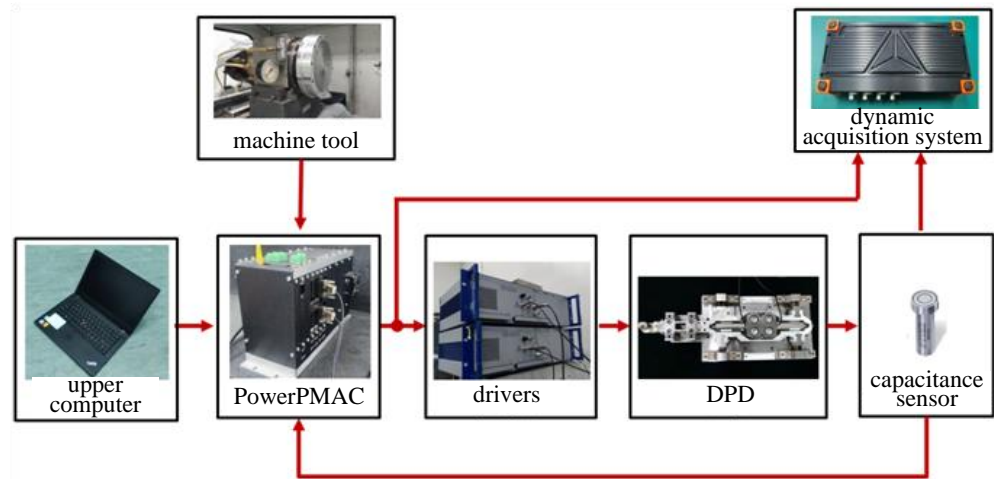 machine tool
dynamic
acquisition system
upper
computer
PowerPMAC
drivers
DPD
capacitance
sensor